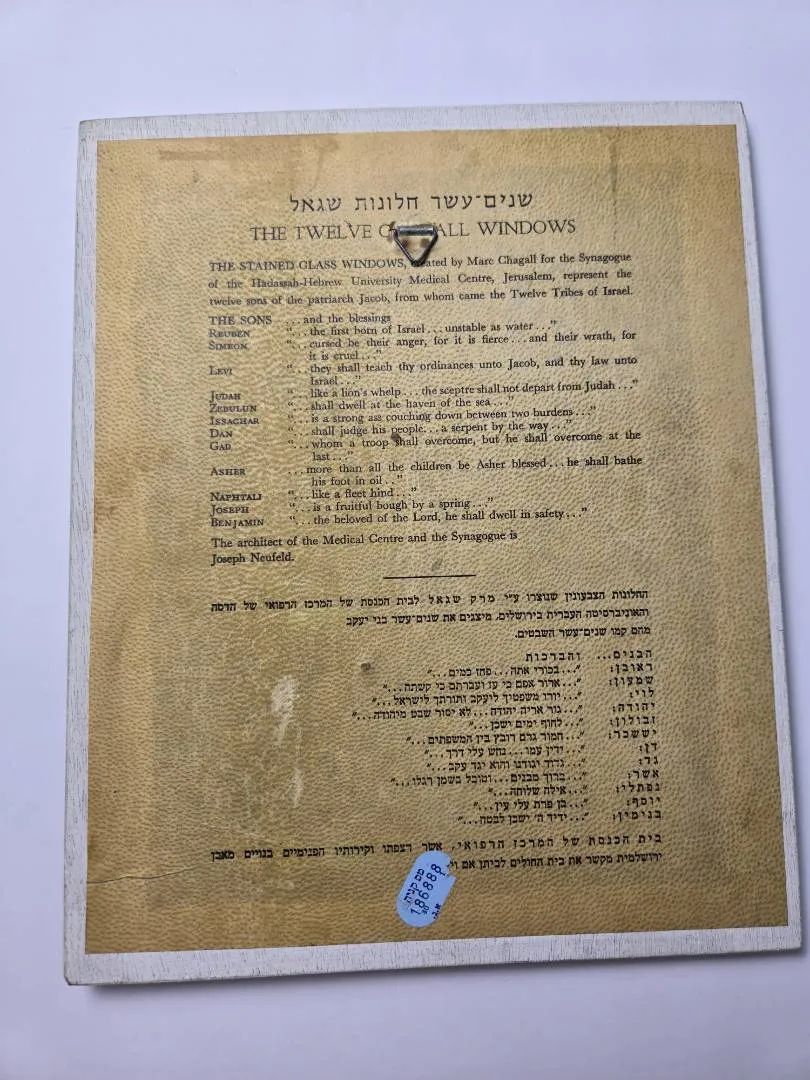 שנים־עשר חלונות שגאל
THE TWELVE ALL WINDOWS
THE STAINED GLASS WINDOWS, created by Marc Chagall for the Synagogue
of the Hadassah-Hebrew University Medical Centre, Jerusalem, represent the
twelve sons of the patriarch Jacob, from whom came the Twelve Tribes of Israel.
THE SONS ...and the blessings
REUBEN "...the first born of Israel...unstable as water..."
SIMEON "...cursed be their anger, for it is fierce...and their wrath, for
it is cruel..."
LEVI "...they shall teach thy ordinances unto Jacob, and thy law unto
Israel..."
JUDAH "...like a lion's whelp...the sceptre shall not depart from Judah..."
ZEBULUN "...shall dwell at the haven of the sea..."
ISSACHAR "...is a strong ass couching down between two burdens..."
DAN "...shall judge his people...a serpent by the way..."
GAD "...whom a troop shall overcome, but he shall overcome at the
last..."
ASHER ...more than all the children be Asher blessed...he shall bathe
his foot in oil..."
NAPHTALI "...like a fleet hind..."
JOSEPH "...is a fruitful bough by a spring..."
BENJAMIN "...the beloved of the Lord, he shall dwell in safety..."
The architect of the Medical Centre and the Synagogue is
Joseph Neufeld.
החלונות הצבעונין שנוצרו ע״י מרק שגאל לבית הכנסת של המרכז הרפואי של הדסה
והאוניברסיטה העברית בירושלים, מיצגים את שנים־עשר בני יעקב
מהם קמו שנים־עשר השבטים.
הבנים... והברכות
ראובן: "...בכורי אתה...פחז כמים..."
שמעון: "...ארור אפם כי עז ועברתם כי קשתה..."
לוי: "...יורו משפטיך ליעקב ותורתך לישראל..."
יהודה: "...גור אריה יהודה...לא יסור שבט מיהודה..."
זבולון: "...לחוף ימים ישכן..."
יששכר: "...חמור גרם רובץ בין המשפתים..."
דן: "...ידין עמו...נחש עלי דרך..."
גד: "...גדוד יגודנו והוא יגד עקב..."
אשר: "...ברוך מבנים...וטובל בשמן רגלו..."
נפתלי: "...אילה שלוחה..."
יוסף: "...בן פרת עלי עין..."
בנימין: "...ידיד ה׳ ישכן לבטח..."
בית הכנסת של המרכז הרפואי, אשר רצפתו וקירותיו הפנימיים בנויים מאבן
ירושלמית מקשר את בית החולים לביתן אם
מס קניה
186888